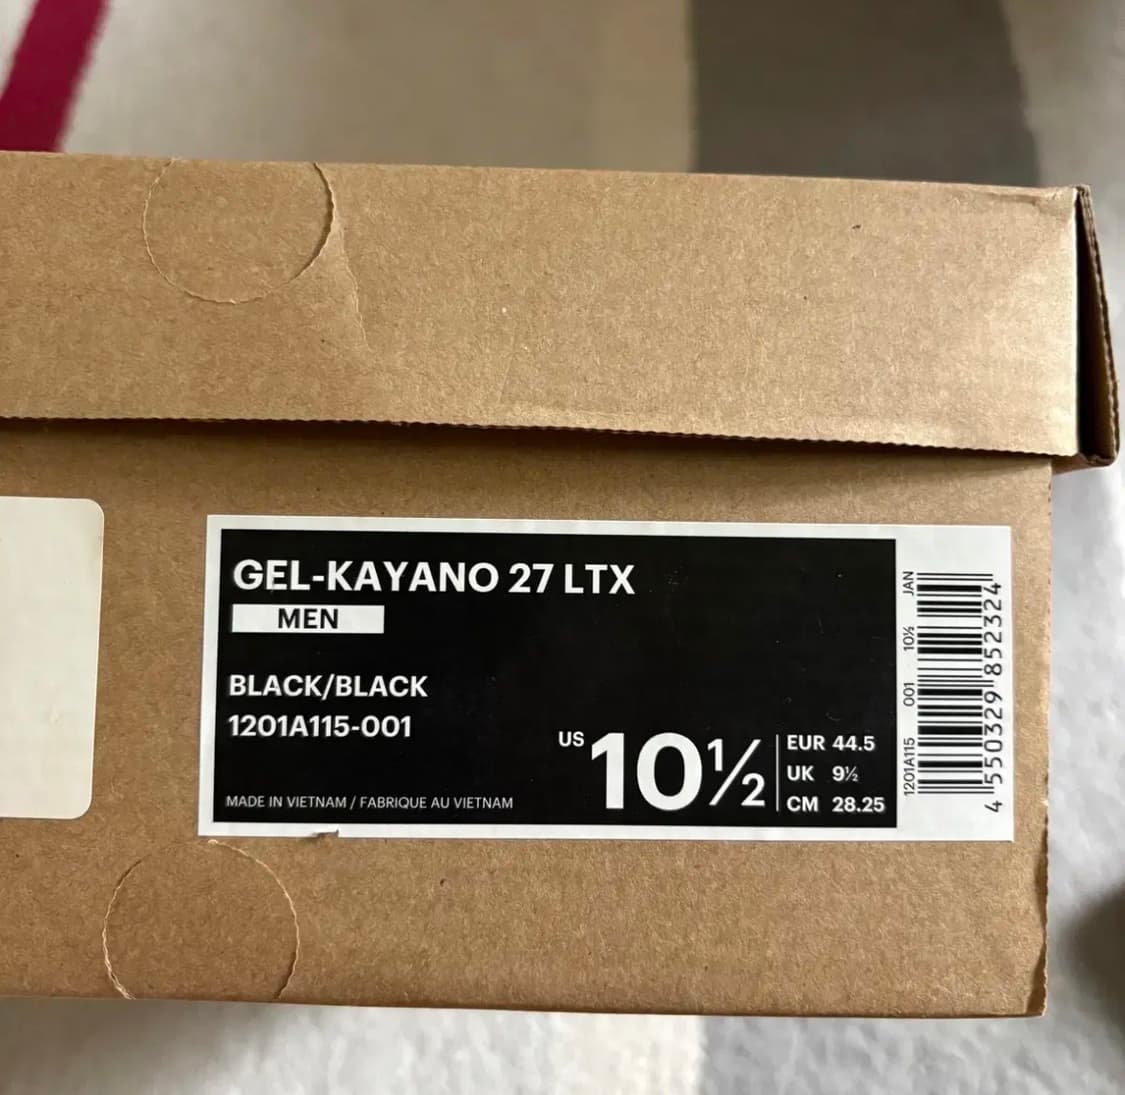 GEL-KAYANO 27 LTX
MEN
BLACK/BLACK
1201A115-001
MADE IN VIETNAM / FABRIQUE AU VIETNAM
US 10½
EUR 44.5
UK 9½
CM 28.25
1201A115 001 10½ JAN
4 550329 852324